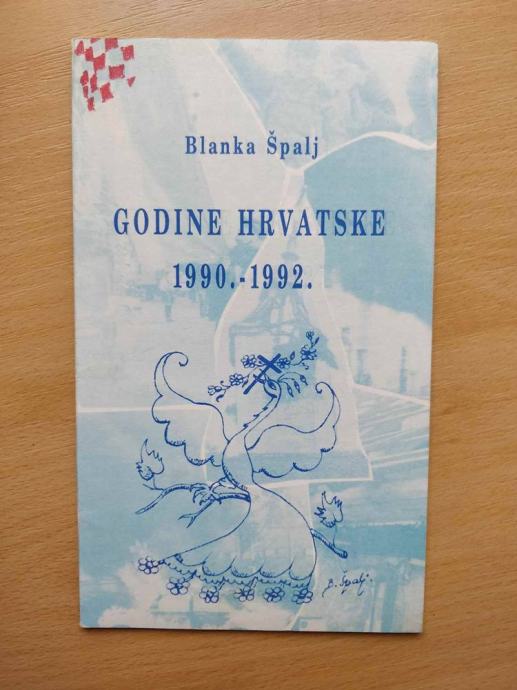 Blanka Špalj
GODINE HRVATSKE
1990.-1992.
B. Špalj.